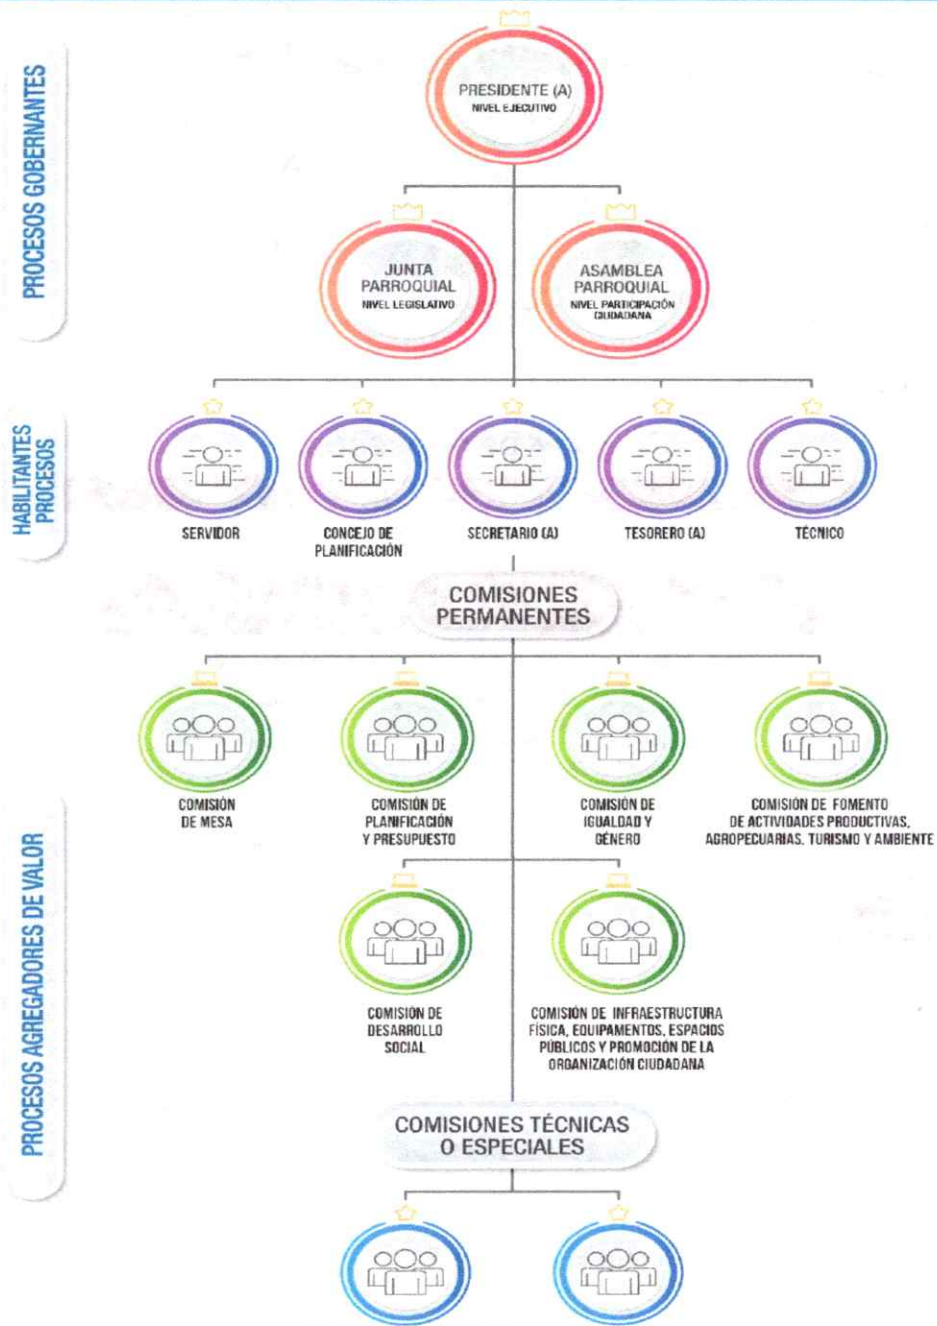 PROCESOS GOBERNANTES
PRESIDENTE (A)
NIVEL EJECUTIVO
JUNTA
PARROQUIAL
NIVEL LEGISLATIVO
ASAMBLEA
PARROQUIAL
NIVEL PARTICIPACIÓN
CIUDADANA
HABILITANTES
PROCESOS
SERVIDOR
CONCEJO DE
PLANIFICACIÓN
SECRETARIO (A)
TESORERO (A)
TÉCNICO
COMISIONES
PERMANENTES
PROCESOS AGREGADORES DE VALOR
COMISIÓN
DE MESA
COMISIÓN DE
PLANIFICACIÓN
Y PRESUPUESTO
COMISIÓN DE
IGUALDAD Y
GÉNERO
COMISIÓN DE FOMENTO
DE ACTIVIDADES PRODUCTIVAS,
AGROPECUARIAS, TURISMO Y AMBIENTE
COMISIÓN DE
DESARROLLO
SOCIAL
COMISIÓN DE INFRAESTRUCTURA
FÍSICA, EQUIPAMENTOS, ESPACIOS
PÚBLICOS Y PROMOCIÓN DE LA
ORGANIZACIÓN CIUDADANA
COMISIONES TÉCNICAS
O ESPECIALES